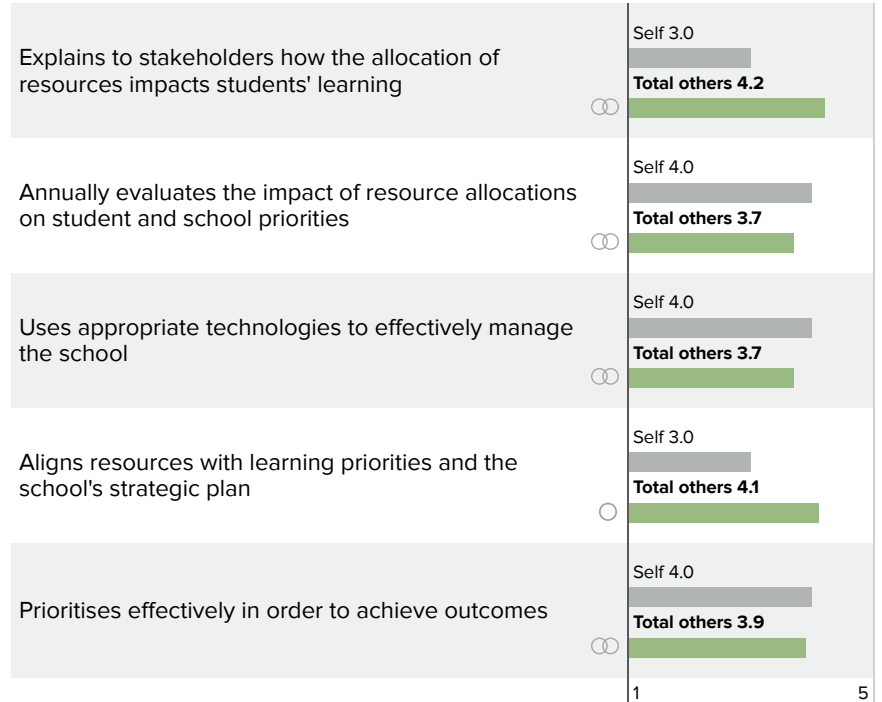 Self 3.0
Explains to stakeholders how the allocation of
resources impacts students' learning
Total others 4.2
Self 4.0
Annually evaluates the impact of resource allocations
on student and school priorities
Total others 3.7
Self 4.0
Uses appropriate technologies to effectively manage
the school
Total others 3.7
Self 3.0
Aligns resources with learning priorities and the
school's strategic plan
Total others 4.1
Self 4.0
Prioritises effectively in order to achieve outcomes
Total others 3.9
1 5